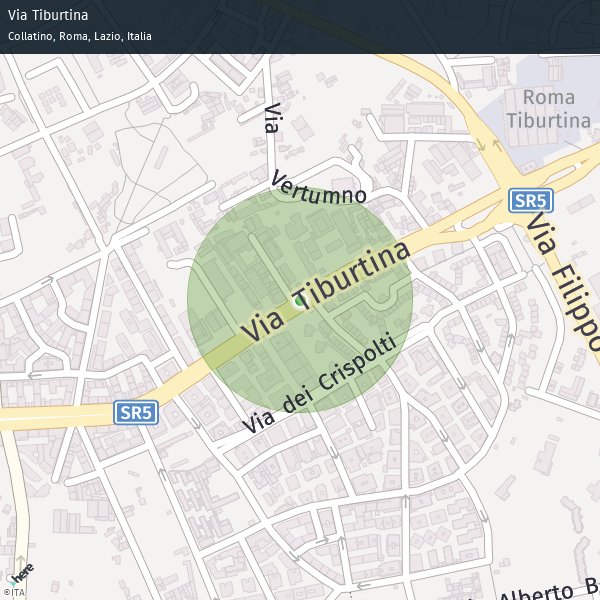 Via Tiburtina
Collatino, Roma, Lazio, Italia
Roma
Tiburtina
Via
Vertumno
SR5
Via Filippo
Via Tiburtina
Via dei Crispolti
SR5
here
©ITA
Alberto B